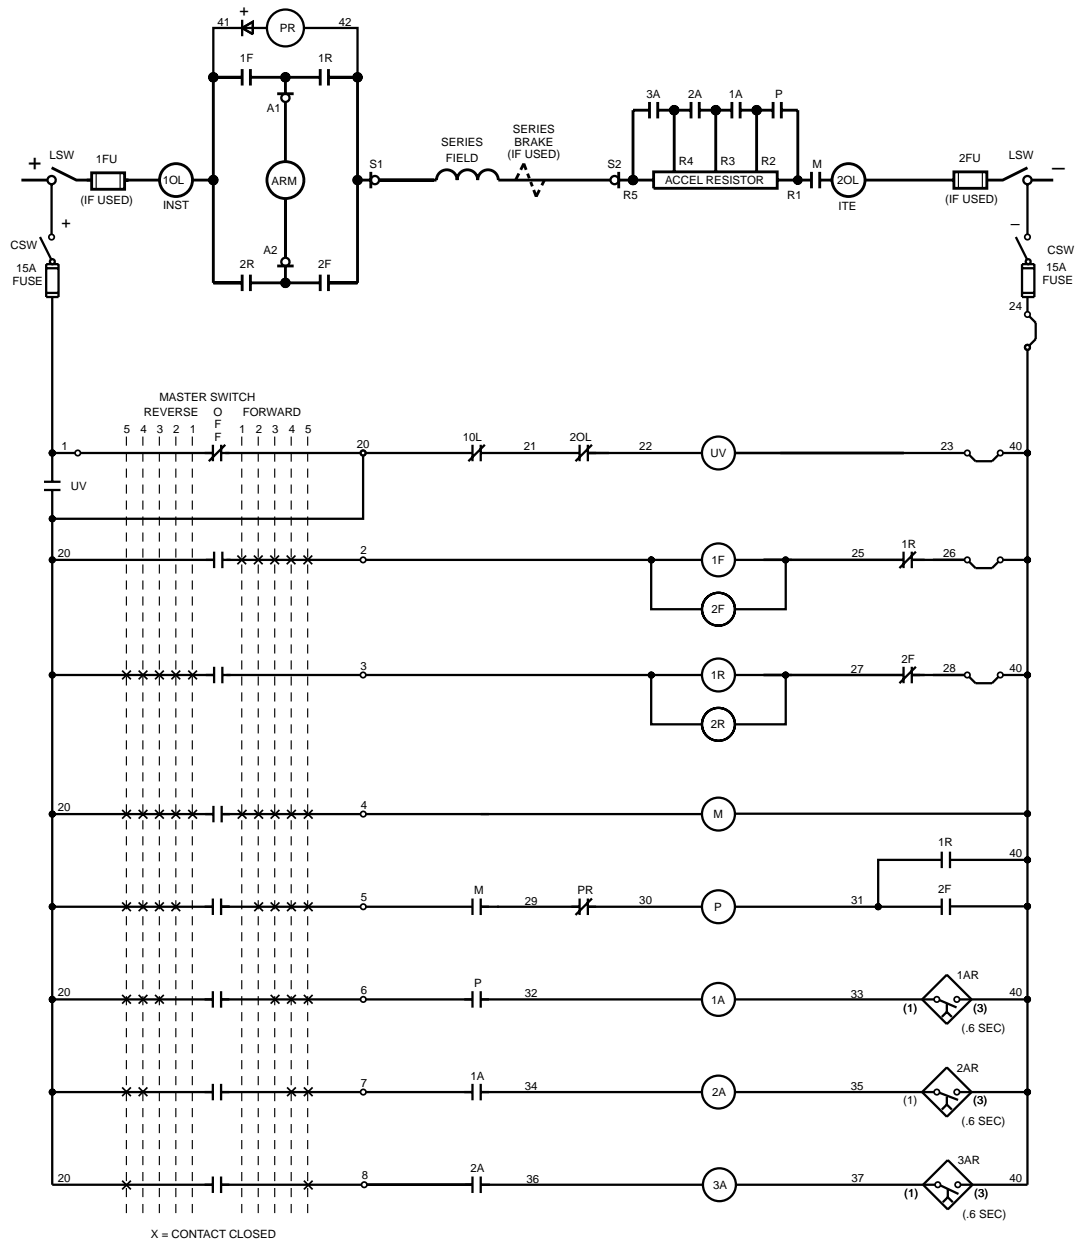 +
41 PR 42
1F 1R
A1
3A 2A 1A P
SERIES
BRAKE
(IF USED)
SERIES
FIELD
+ LSW 1FU
(IF USED)
1OL
INST
ARM
S1
S2
R4 R3 R2
ACCEL RESISTOR
R5 R1
M
2OL
ITE
2FU
(IF USED)
LSW –
+
CSW
15A
FUSE
A2
2R 2F
–
CSW
15A
FUSE
24
MASTER SWITCH
REVERSE O FORWARD
F
5 4 3 2 1 F 1 2 3 4 5
1 20 10L 21 2OL 22 UV 23 40
UV
20 2 1F 25 1R 26
2F
3 1R 27 2F 28 40
2R
20 4 M
1R 40
5 M 29 PR 30 P 31 2F
20 6 P 32 1A 33 1AR 40
(1) (3)
(.6 SEC)
7 1A 34 2A 35 2AR
(1) (3)
(.6 SEC)
20 8 2A 36 3A 37 3AR 40
(1) (3)
(.6 SEC)
X = CONTACT CLOSED